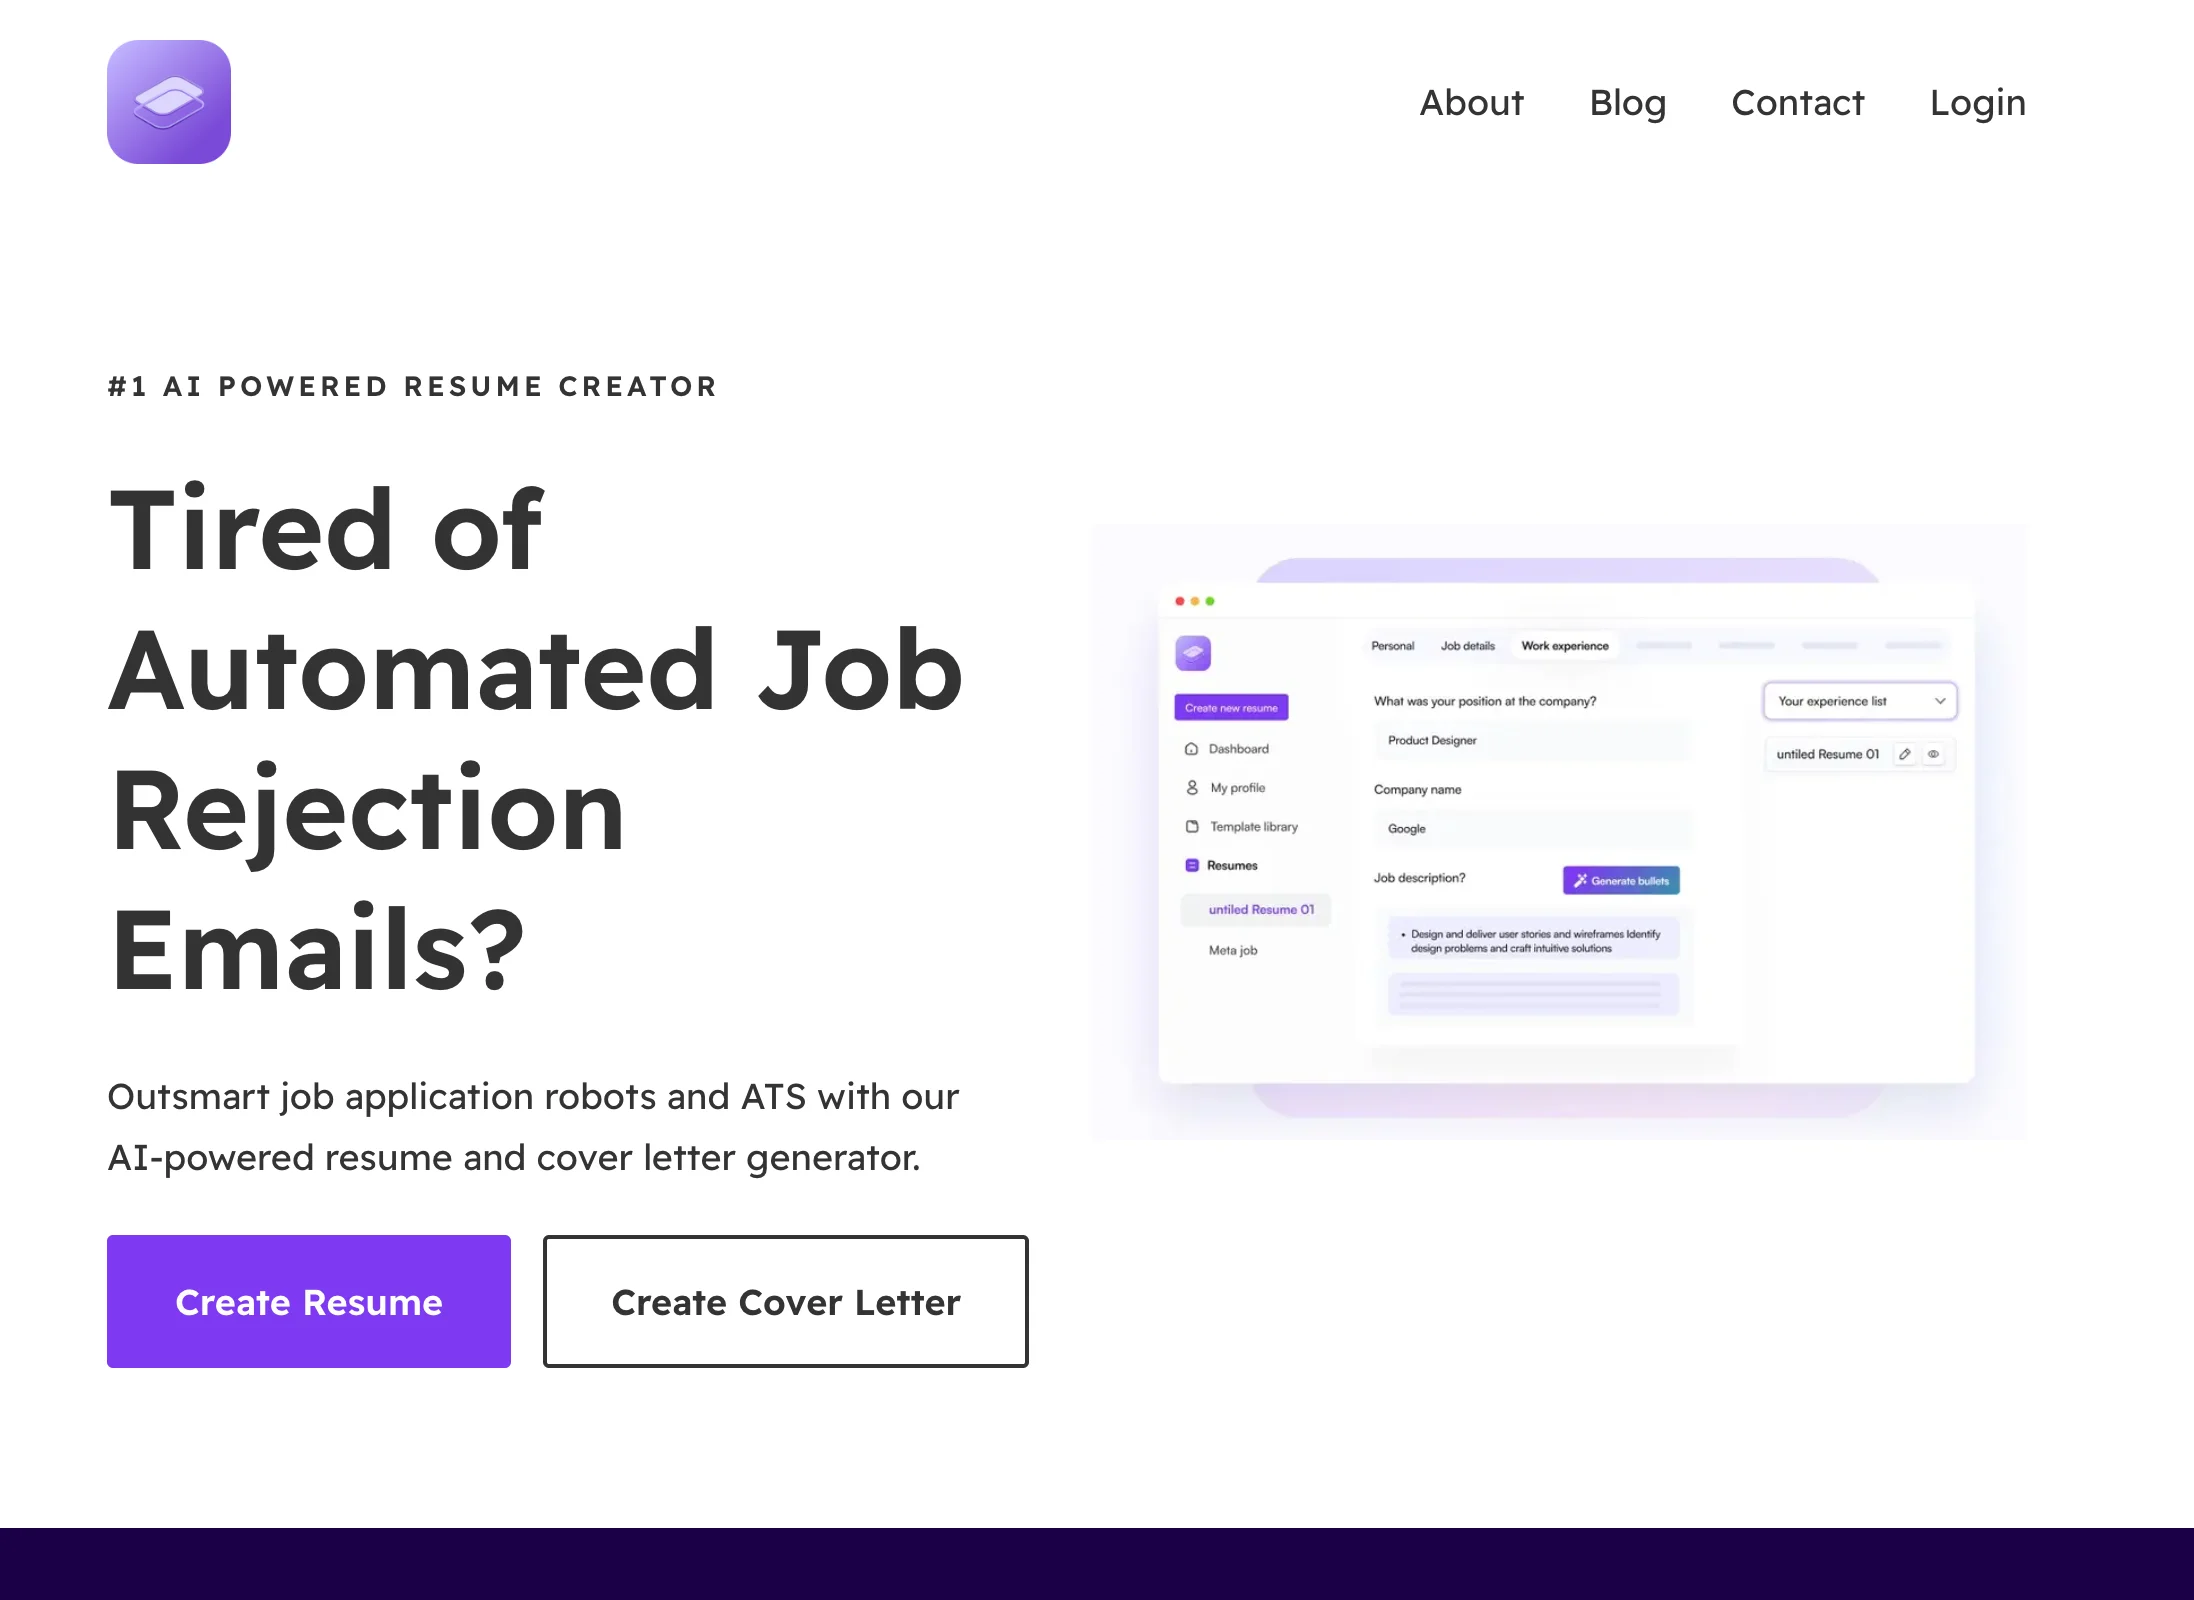 About Blog Contact Login
#1 AI POWERED RESUME CREATOR
Tired of
Automated Job
Rejection
Emails?
Outsmart job application robots and ATS with our
AI-powered resume and cover letter generator.
Create Resume Create Cover Letter
Personal Job details Work experience
Create new resume
Dashboard
My profile
Template library
Resumes
untiled Resume 01
Meta job
What was your position at the company?
Product Designer
Company name
Google
Job description?
Generate bullets
• Design and deliver user stories and wireframes Identify
design problems and craft intuitive solutions
Your experience list
untiled Resume 01